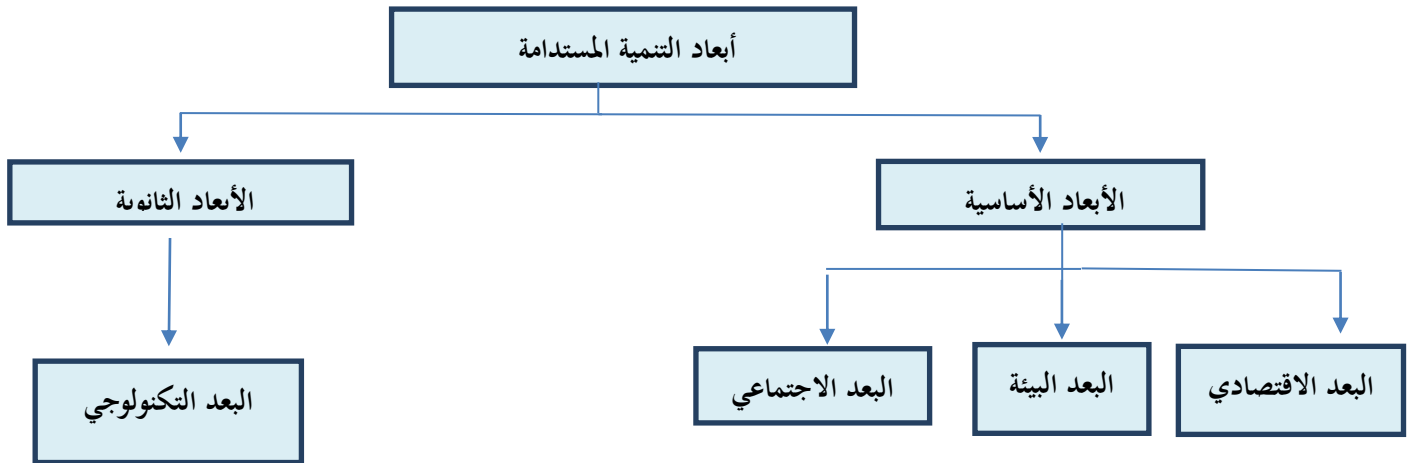 أبعاد التنمية المستدامة
الأبعاد الأساسية
الأبعاد الثانوية
البعد الاقتصادي
البعد البيئة
البعد الاجتماعي
البعد التكنولوجي